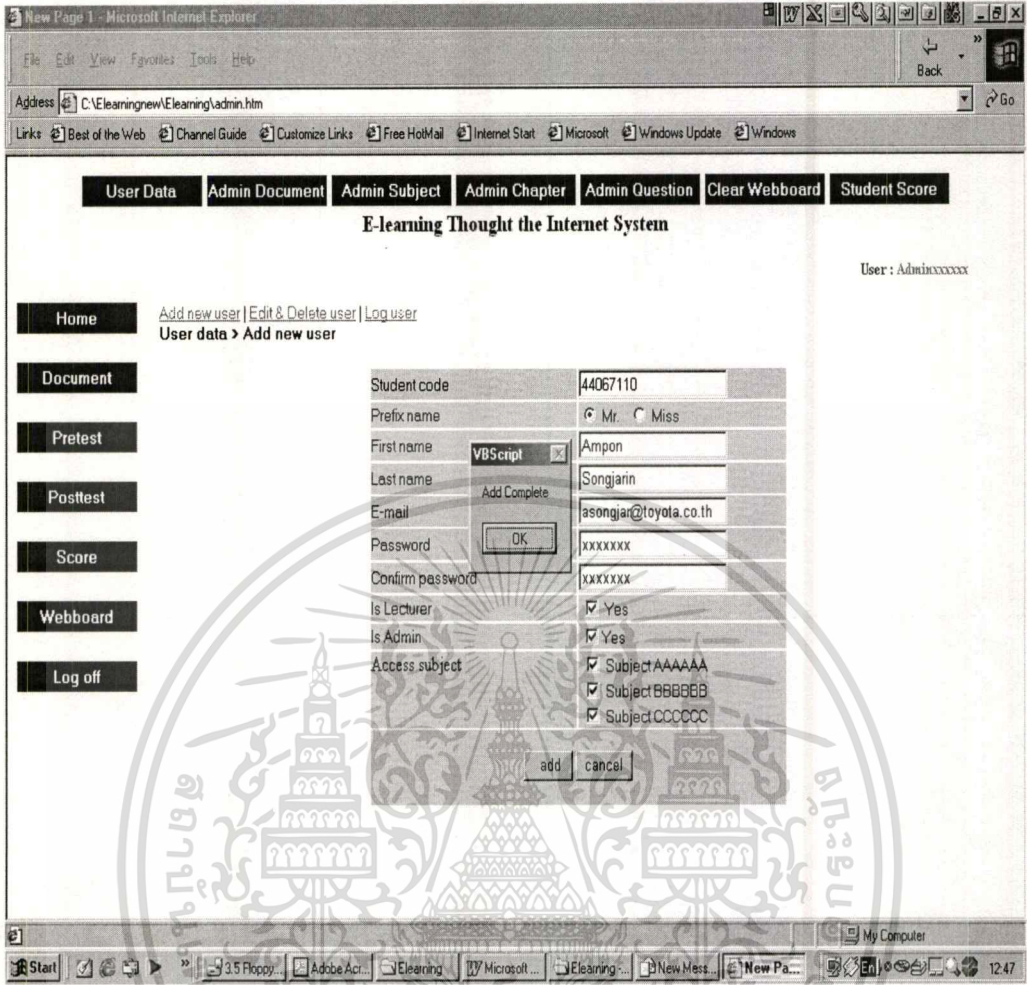 New Page 1 - Microsoft Internet Explorer
File Edit View Favorites Tools Help
Back
Address C:\Elearningnew\Elearning\admin.htm Go
Links Best of the Web Channel Guide Customize Links Free HotMail Internet Start Microsoft Windows Update Windows
User Data Admin Document Admin Subject Admin Chapter Admin Question Clear Webboard Student Score
E-learning Thought the Internet System
User : Adminxxxxxx
Home
Add new user | Edit & Delete user | Log user
User data > Add new user
Document
Student code 44067110
Prefix name Mr. Miss
Pretest
First name Ampon
VBScript
Last name Songjarin
Add Complete
Posttest
E-mail asongjar@toyota.co.th
Password xxxxxxx
OK
Score
Confirm password xxxxxxx
Is Lecturer Yes
Webboard
Is Admin Yes
Access subject Subject AAAAAA
Log off
Subject BBBBBB
Subject CCCCCC
add cancel
My Computer
Start 3.5 Floppy... Adobe Acr... Elearning Microsoft ... Elearning -... New Mess... New Pa... En 12:47